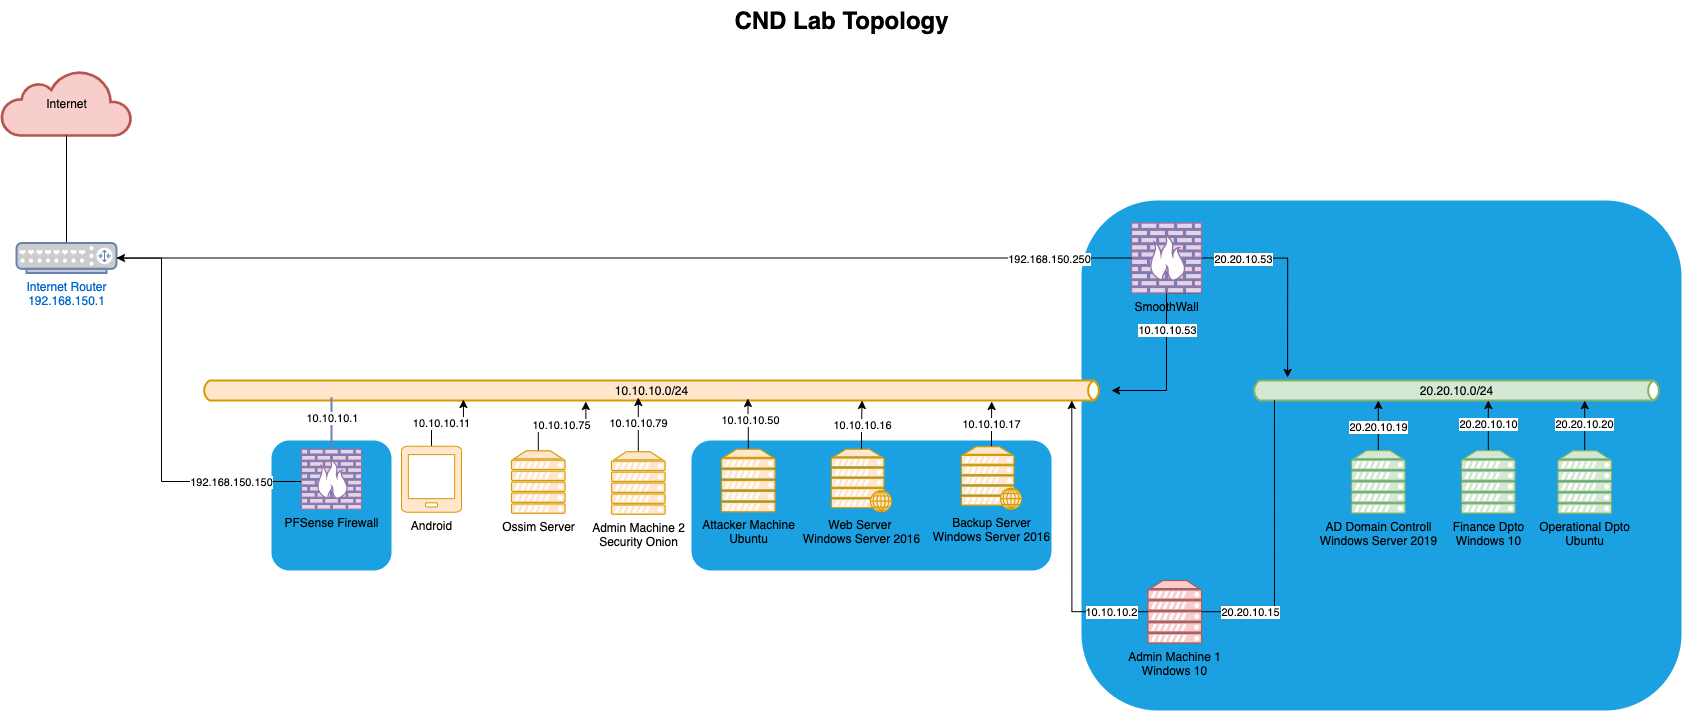 CND Lab Topology
Internet
Internet Router
192.168.150.1
192.168.150.250
20.20.10.53
SmoothWall
10.10.10.53
10.10.10.0/24
20.20.10.0/24
10.10.10.1
10.10.10.11
10.10.10.75
10.10.10.79
10.10.10.50
10.10.10.16
10.10.10.17
20.20.10.19
20.20.10.10
20.20.10.20
192.168.150.150
PFSense Firewall
Android
Ossim Server
Admin Machine 2
Security Onion
Attacker Machine
Ubuntu
Web Server
Windows Server 2016
Backup Server
Windows Server 2016
AD Domain Controll
Windows Server 2019
Finance Dpto
Windows 10
Operational Dpto
Ubuntu
10.10.10.2
20.20.10.15
Admin Machine 1
Windows 10